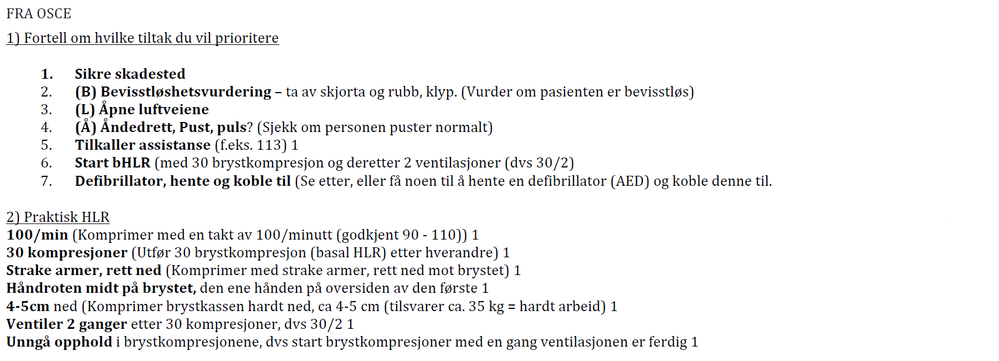 FRA OSCE
1) Fortell om hvilke tiltak du vil prioritere
1. Sikre skadested
2. (B) Bevisstløshetsvurdering – ta av skjorta og rubb, klyp. (Vurder om pasienten er bevisstløs)
3. (L) Åpne luftveiene
4. (Å) Åndedrett, Pust, puls? (Sjekk om personen puster normalt)
5. Tilkaller assistanse (f.eks. 113) 1
6. Start bHLR (med 30 brystkompresjon og deretter 2 ventilasjoner (dvs 30/2)
7. Defibrillator, hente og koble til (Se etter, eller få noen til å hente en defibrillator (AED) og koble denne til.
2) Praktisk HLR
100/min (Komprimer med en takt av 100/minutt (godkjent 90 - 110)) 1
30 kompresjoner (Utfør 30 brystkompresjon (basal HLR) etter hverandre) 1
Strake armer, rett ned (Komprimer med strake armer, rett ned mot brystet) 1
Håndroten midt på brystet, den ene hånden på oversiden av den første 1
4-5cm ned (Komprimer brystkassen hardt ned, ca 4-5 cm (tilsvarer ca. 35 kg = hardt arbeid) 1
Ventiler 2 ganger etter 30 kompresjoner, dvs 30/2 1
Unngå opphold i brystkompresjonene, dvs start brystkompresjoner med en gang ventilasjonen er ferdig 1